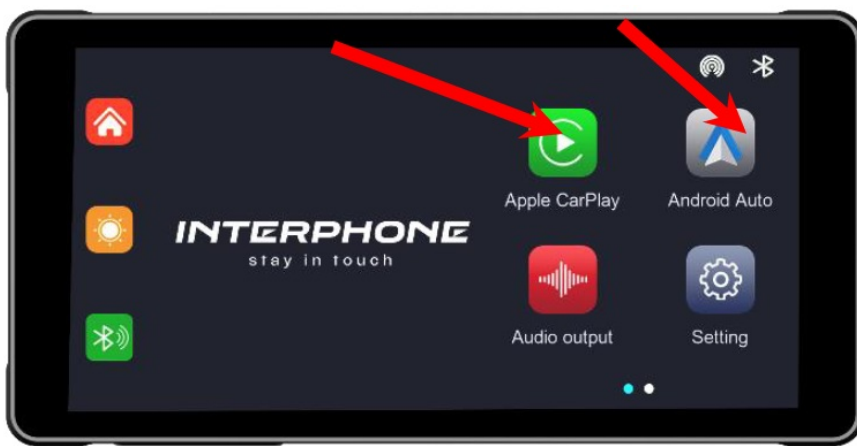 INTERPHONE
stay in touch
Apple CarPlay
Android Auto
Audio output
Setting